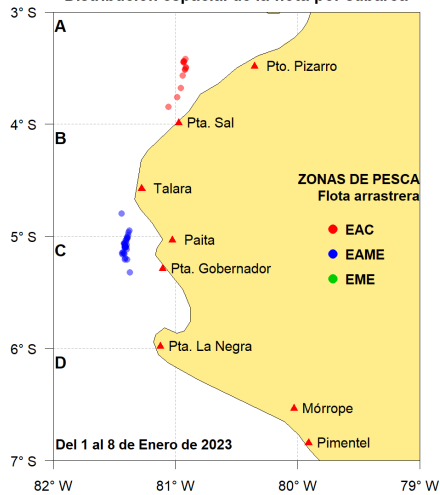 Distribución espacial de la flota por subárea
3° S
A
Pto. Pizarro
4° S
Pta. Sal
B
Talara
ZONAS DE PESCA
Flota arrastrera
EAC
5° S
Paita
C
EAME
Pta. Gobernador
EME
6° S
Pta. La Negra
D
Mórrope
Del 1 al 8 de Enero de 2023
Pimentel
7° S
82° W
81° W
80° W
79° W